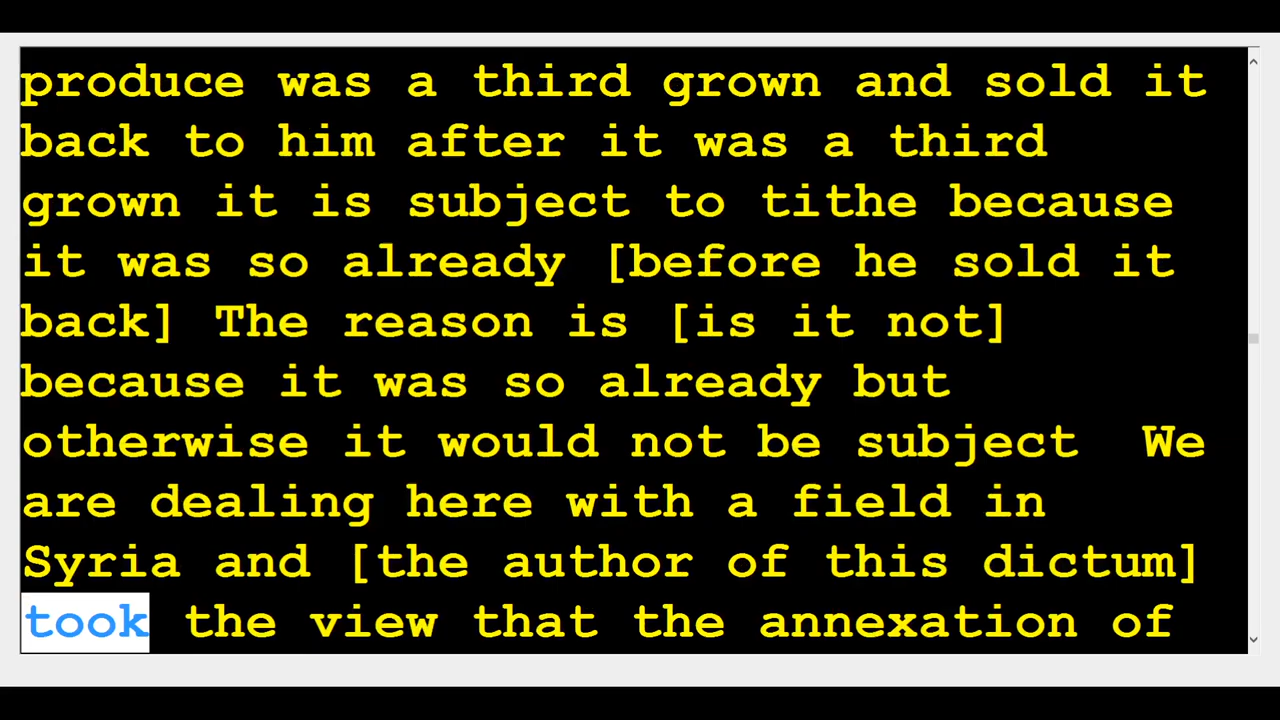 produce was a third grown and sold it
back to him after it was a third
grown it is subject to tithe because
it was so already [before he sold it
back] The reason is [is it not]
because it was so already but
otherwise it would not be subject  We
are dealing here with a field in
Syria and [the author of this dictum]
took the view that the annexation of